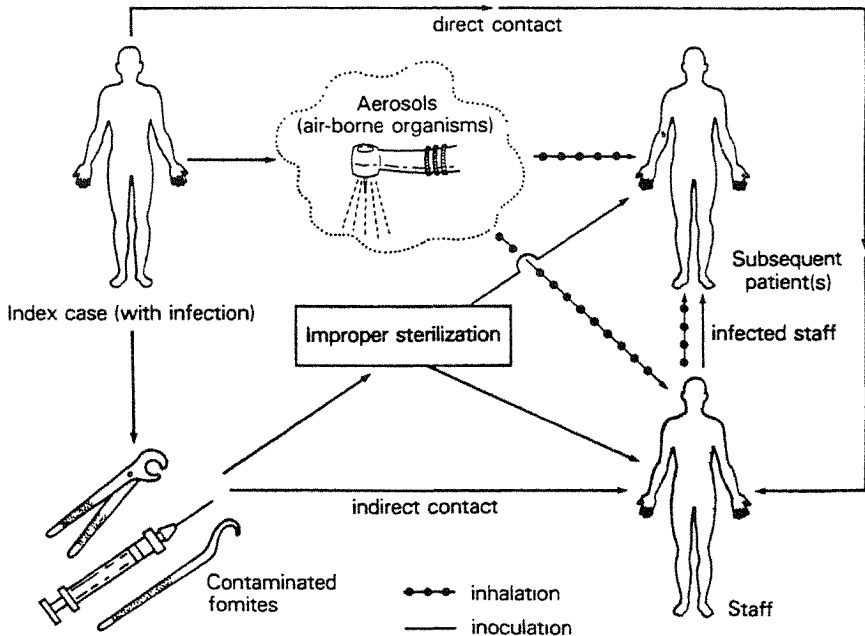 direct contact
Aerosols
(air-borne organisms)
Subsequent
patient(s)
Index case (with infection)
Improper sterilization
infected staff
indirect contact
Contaminated
fomites
inhalation
inoculation
Staff